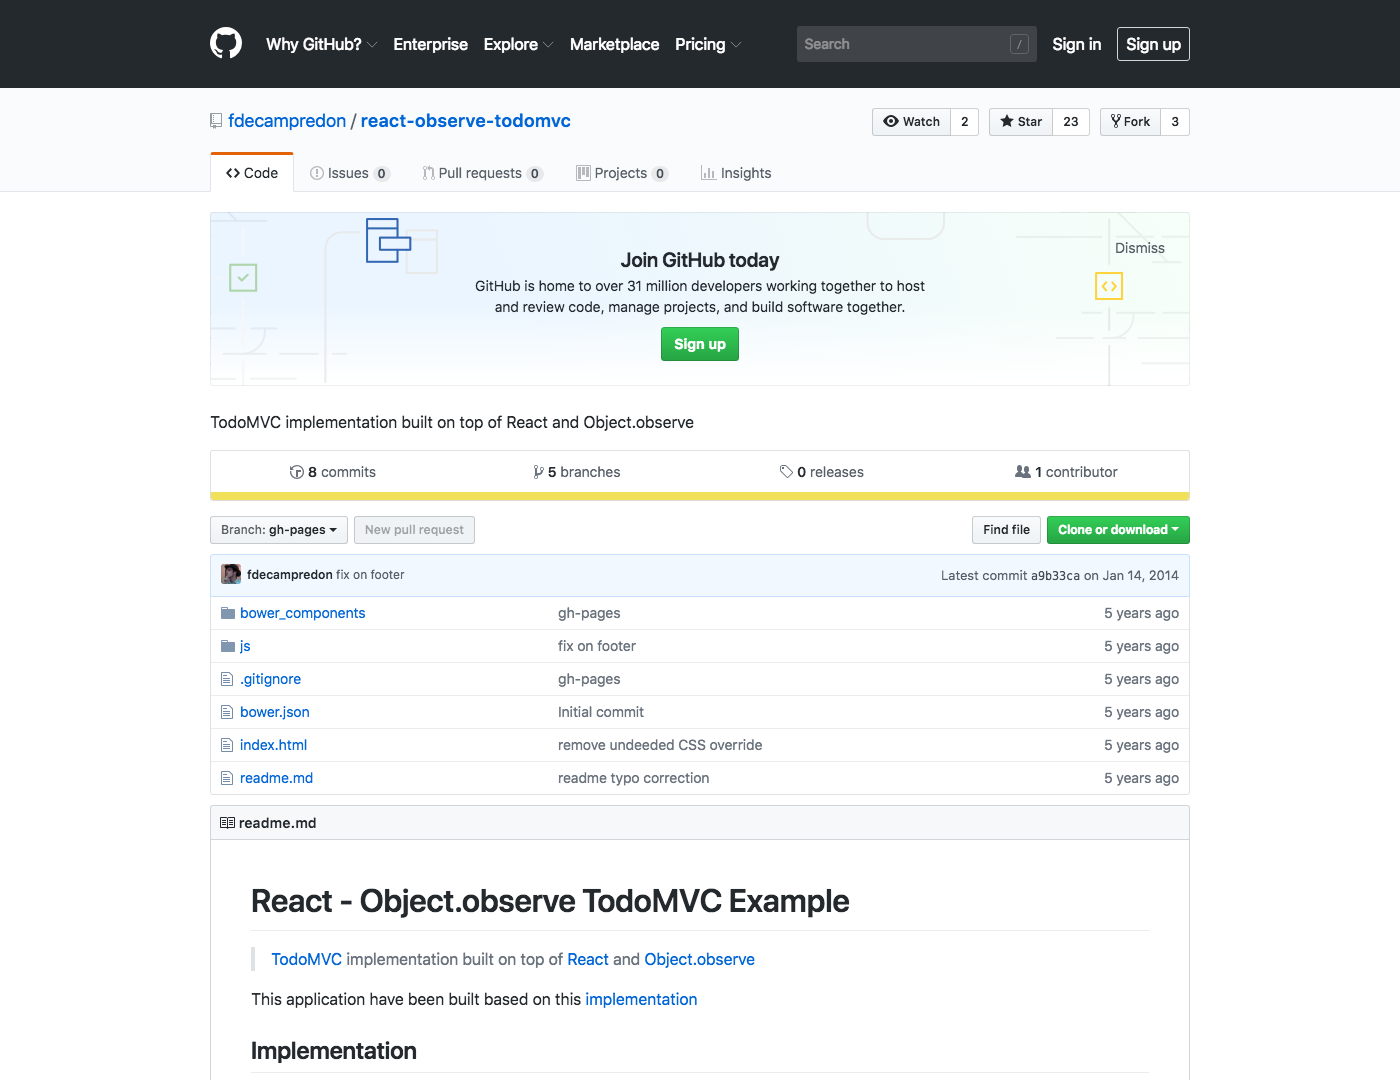 Why GitHub? Enterprise Explore Marketplace Pricing Search / Sign in Sign up
fdecampredon / react-observe-todomvc Watch 2 Star 23 Fork 3
Code Issues 0 Pull requests 0 Projects 0 Insights
Dismiss
Join GitHub today
GitHub is home to over 31 million developers working together to host
and review code, manage projects, and build software together.
Sign up
TodoMVC implementation built on top of React and Object.observe
8 commits 5 branches 0 releases 1 contributor
Branch: gh-pages New pull request Find file Clone or download
fdecampredon fix on footer Latest commit a9b33ca on Jan 14, 2014
bower_components gh-pages 5 years ago
js fix on footer 5 years ago
.gitignore gh-pages 5 years ago
bower.json Initial commit 5 years ago
index.html remove undeeded CSS override 5 years ago
readme.md readme typo correction 5 years ago
readme.md
React - Object.observe TodoMVC Example
TodoMVC implementation built on top of React and Object.observe
This application have been built based on this implementation
Implementation